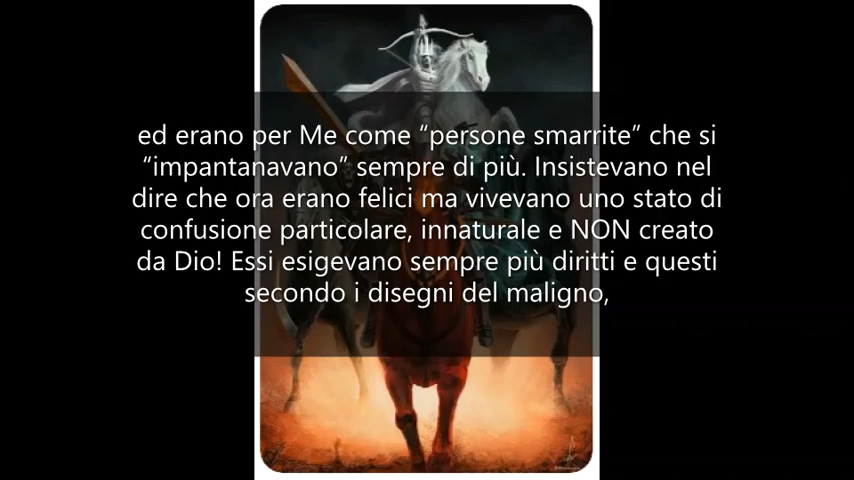 ed erano per Me come “persone smarrite” che si
“impantanavano” sempre di più. Insistevano nel
dire che ora erano felici ma vivevano uno stato di
confusione particolare, innaturale e NON creato
da Dio! Essi esigevano sempre più diritti e questi
secondo i disegni del maligno,